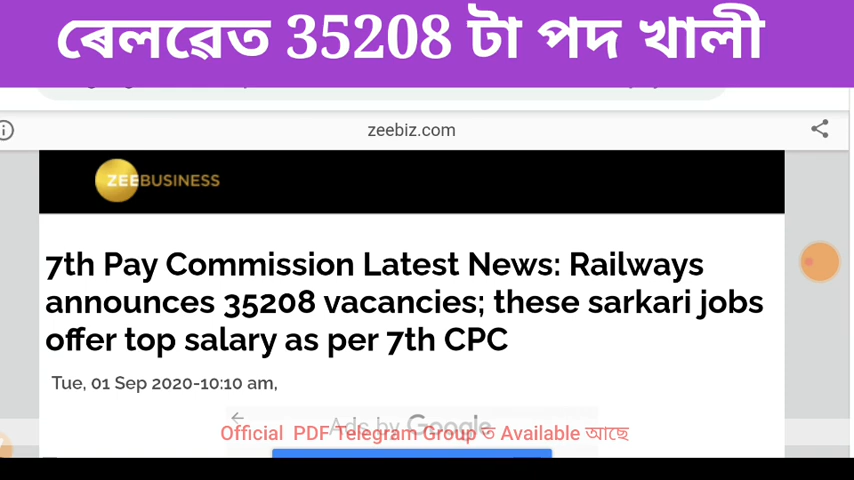 ৰেলৱেত 35208 টা পদ খালী
zeebiz.com
ZEEBUSINESS
7th Pay Commission Latest News: Railways
announces 35208 vacancies; these sarkari jobs
offer top salary as per 7th CPC
Tue, 01 Sep 2020-10:10 am,
Ads by Google
Official PDF Telegram Group ত Available আছে